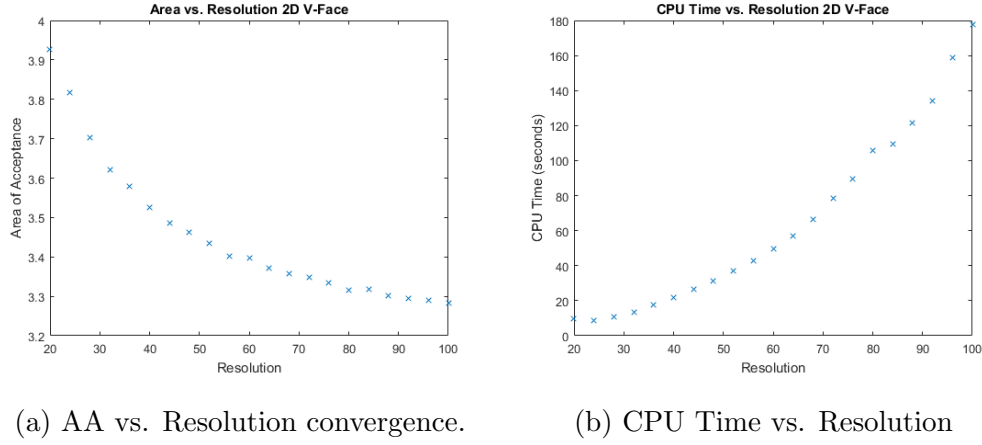 Area vs. Resolution 2D V-Face
4
3.9
3.8
3.7
3.6
3.5
3.4
3.3
3.2
Area of Acceptance
20 30 40 50 60 70 80 90 100
Resolution
(a) AA vs. Resolution convergence.
CPU Time vs. Resolution 2D V-Face
180
160
140
120
100
80
60
40
20
0
CPU Time (seconds)
20 30 40 50 60 70 80 90 100
Resolution
(b) CPU Time vs. Resolution